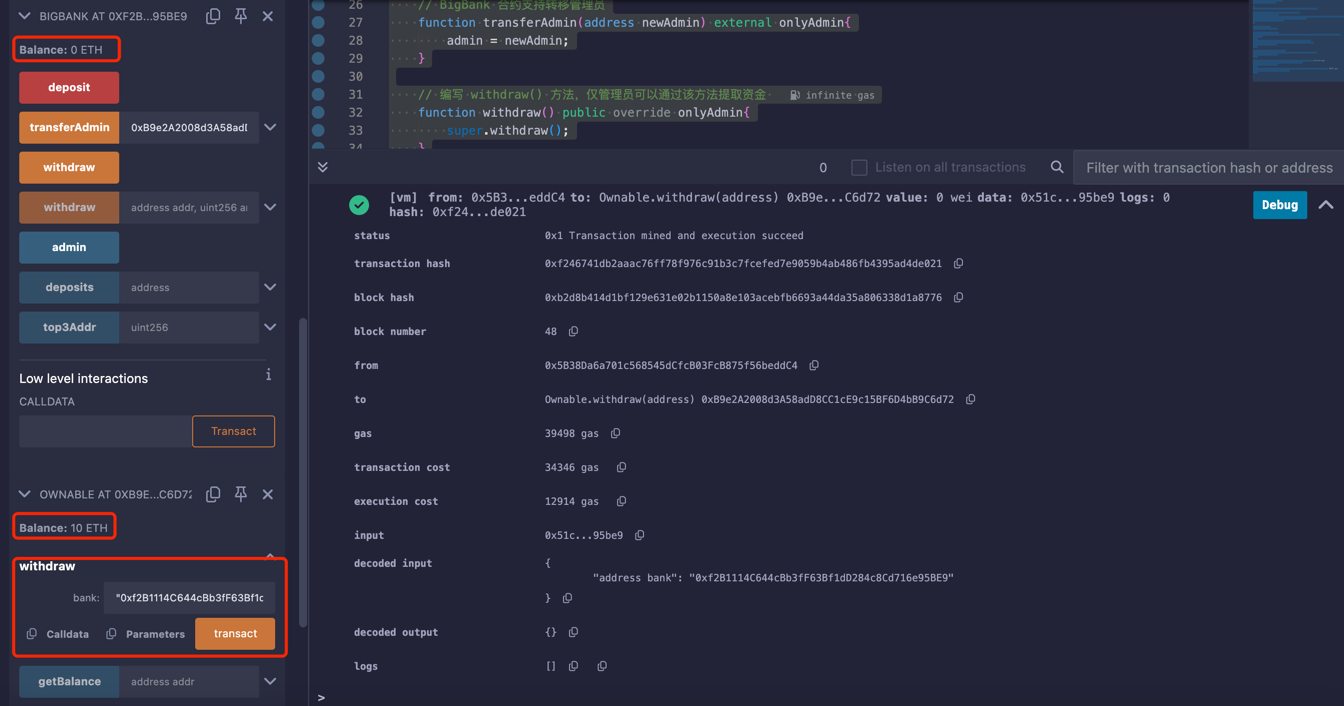 BIGBANK AT 0XF2B...95BE9
Balance: 0 ETH
deposit
transferAdmin 0xB9e2A2008d3A58adD
withdraw
withdraw address addr, uint256 a
admin
deposits address
top3Addr uint256
Low level interactions i
CALLDATA
Transact
OWNABLE AT 0XB9E...C6D72
Balance: 10 ETH
withdraw
bank: "0xf2B1114C644cBb3fF63Bf1d
Calldata Parameters transact
getBalance address addr
26 // BigBank 合约支持转移管理员
27 function transferAdmin(address newAdmin) external onlyAdmin{
28 admin = newAdmin;
29 }
30
31 // 编写 withdraw() 方法，仅管理员可以通过该方法提取资金 infinite gas
32 function withdraw() public override onlyAdmin{
33 super.withdraw();
34 }
0 Listen on all transactions Filter with transaction hash or address
[vm] from: 0x5B3...eddC4 to: Ownable.withdraw(address) 0xB9e...C6d72 value: 0 wei data: 0x51c...95be9 logs: 0
hash: 0xf24...de021
Debug
status 0x1 Transaction mined and execution succeed
transaction hash 0xf246741db2aaac76ff78f976c91b3c7fcefed7e9059b4ab486fb4395ad4de021
block hash 0xb2d8b414d1bf129e631e02b1150a8e103acebfb6693a44da35a806338d1a8776
block number 48
from 0x5B38Da6a701c568545dCfcB03FcB875f56beddC4
to Ownable.withdraw(address) 0xB9e2A2008d3A58adD8CC1cE9c15BF6D4bB9C6d72
gas 39498 gas
transaction cost 34346 gas
execution cost 12914 gas
input 0x51c...95be9
decoded input {
"address bank": "0xf2B1114C644cBb3fF63Bf1dD284c8Cd716e95BE9"
}
decoded output {}
logs []
>